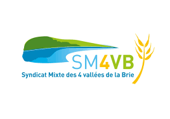 SM4VB
Syndicat Mixte des 4 vallées de la Brie